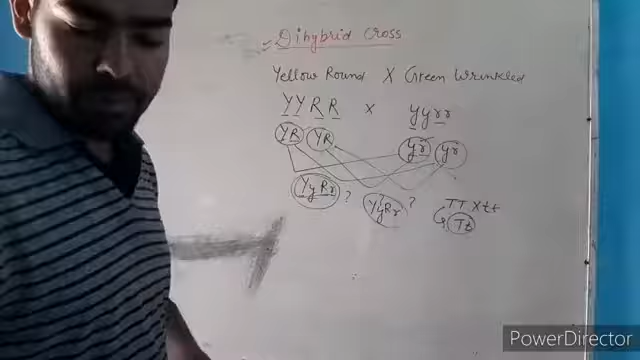 Dihybrid Cross
Yellow Round X Green Wrinkled
YYRR x yyrr
YR YR yr yr
YyRr ? YyRr ? TT X tt
Tt
PowerDirector